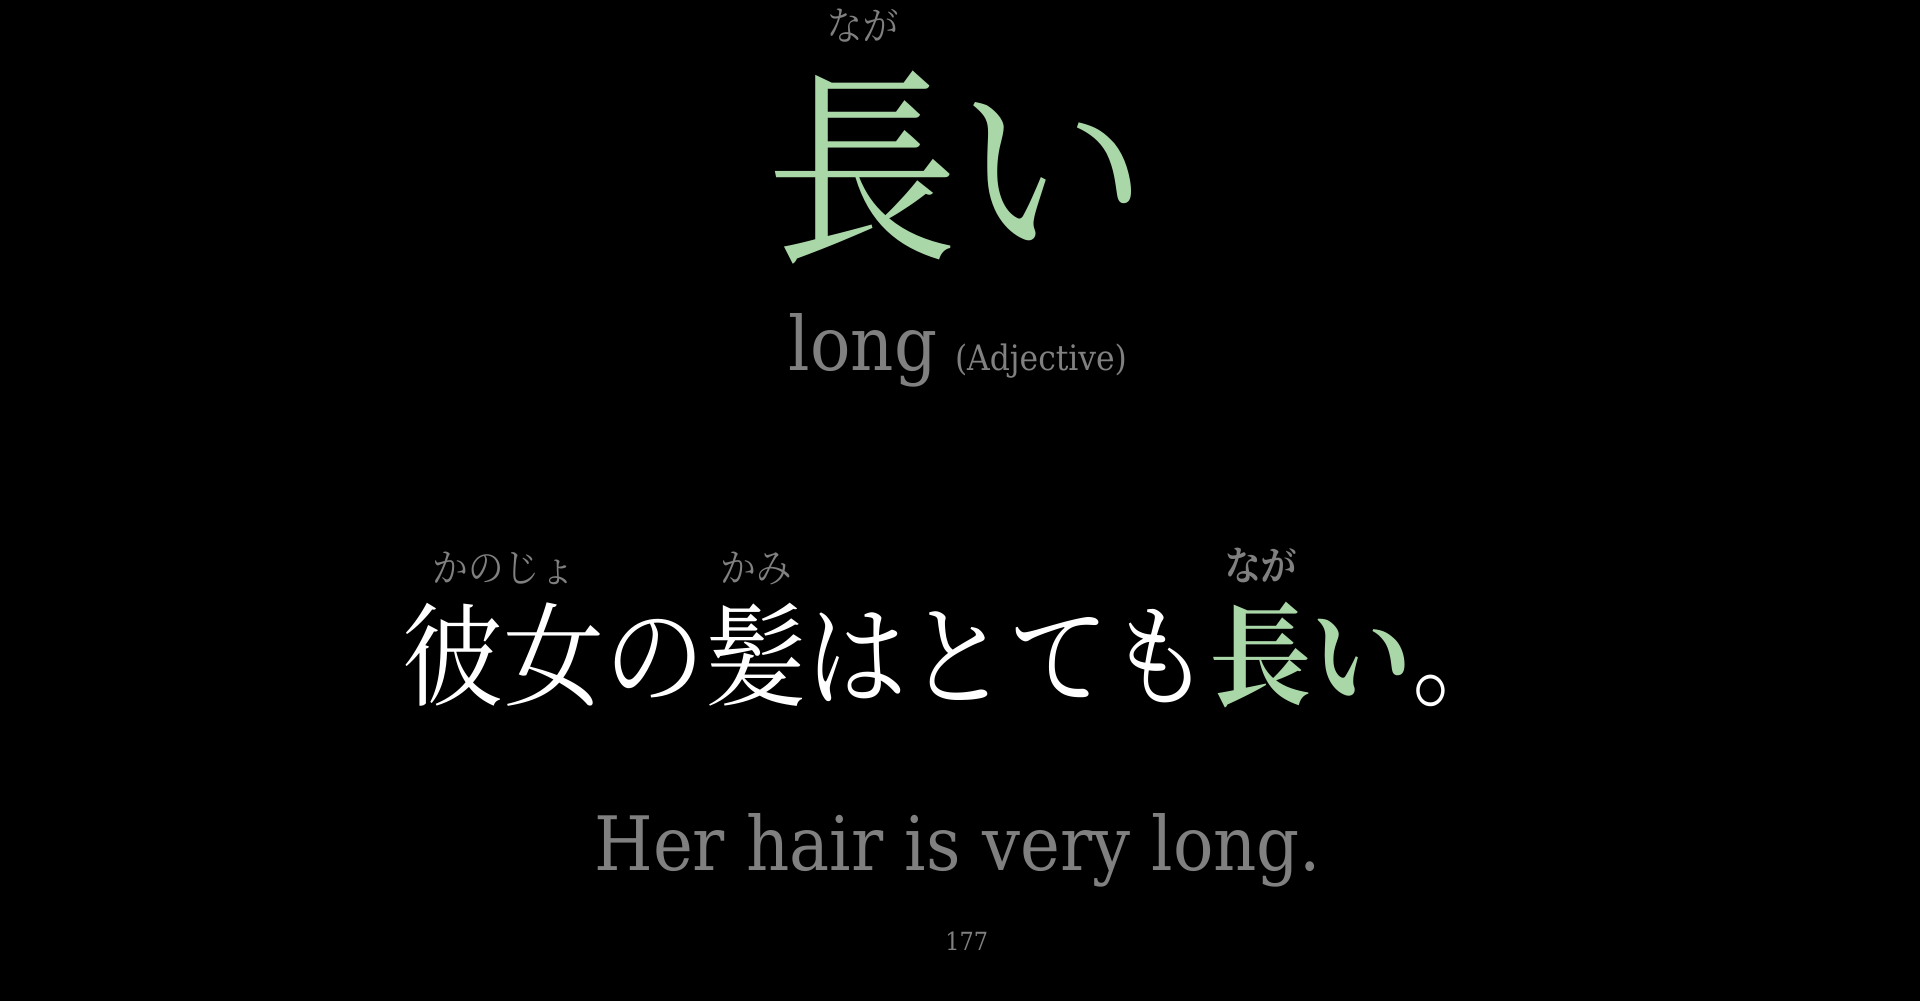 なが
長い
long (Adjective)
かのじょ かみ なが
彼女の髪はとても長い。
Her hair is very long.
177